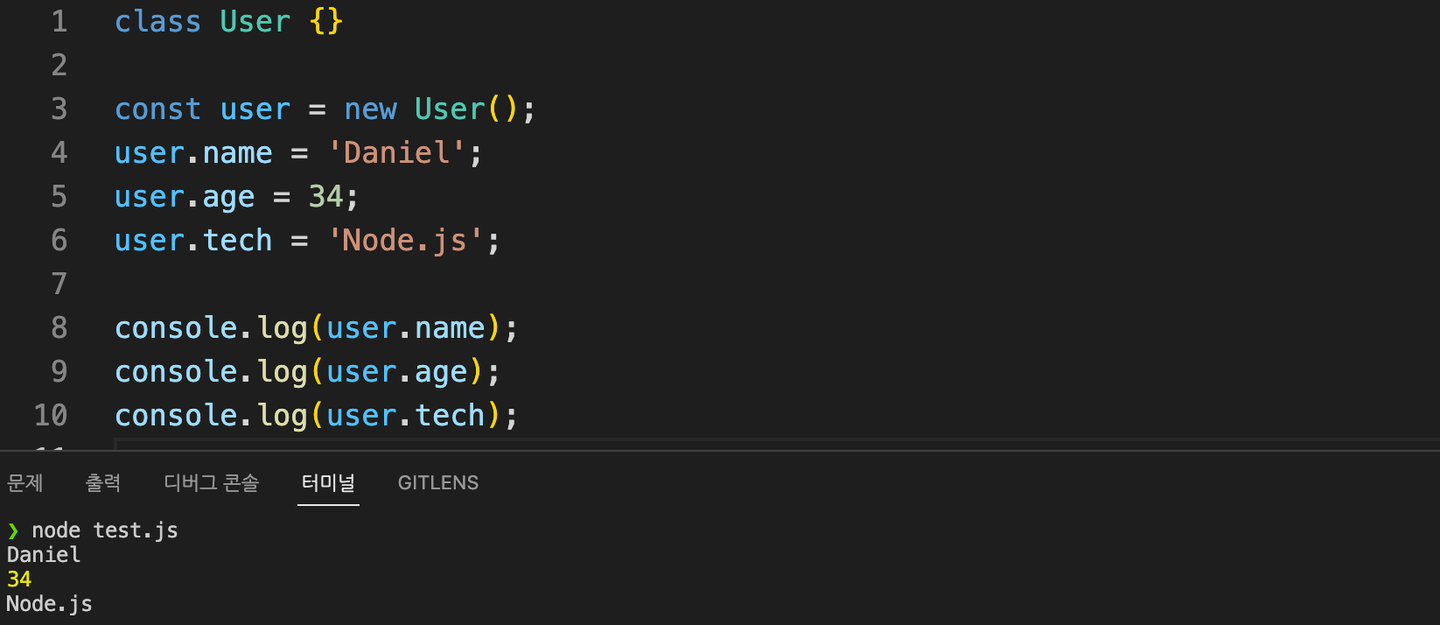 1 class User {}
2
3 const user = new User();
4 user.name = 'Daniel';
5 user.age = 34;
6 user.tech = 'Node.js';
7
8 console.log(user.name);
9 console.log(user.age);
10 console.log(user.tech);
문제 출력 디버그 콘솔 터미널 GITLENS
❯ node test.js
Daniel
34
Node.js